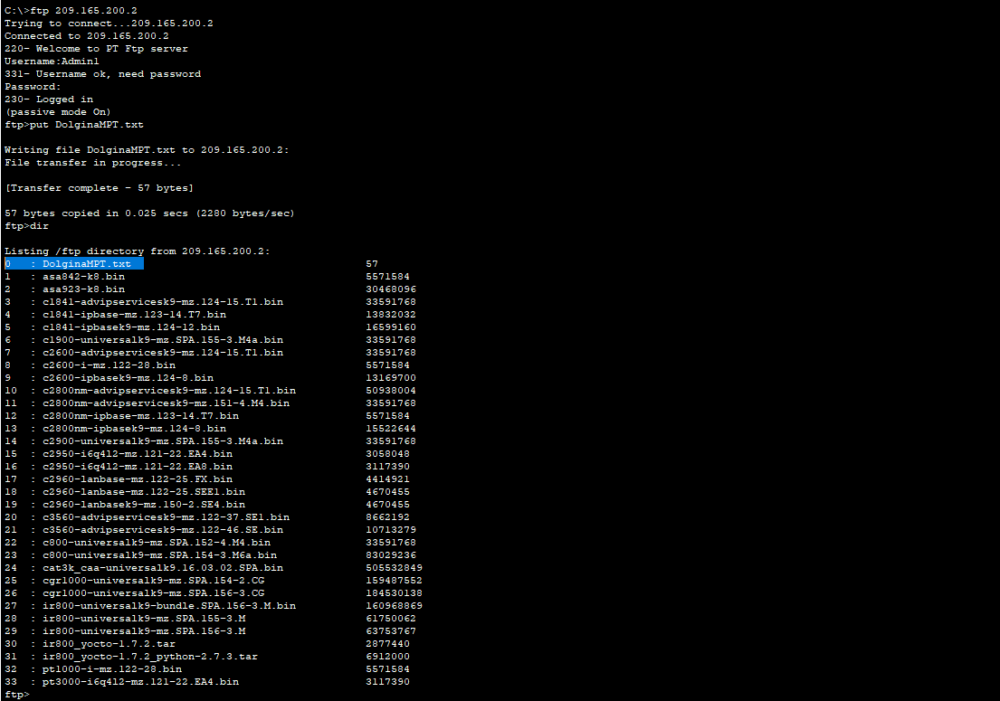 C:\>ftp 209.165.200.2
Trying to connect...209.165.200.2
Connected to 209.165.200.2
220- Welcome to PT Ftp server
Username:Admin1
331- Username ok, need password
Password:
230- Logged in
(passive mode On)
ftp>put DolginaMPT.txt
Writing file DolginaMPT.txt to 209.165.200.2:
File transfer in progress...
[Transfer complete - 57 bytes]
57 bytes copied in 0.025 secs (2280 bytes/sec)
ftp>dir
Listing /ftp directory from 209.165.200.2:
0 : DolginaMPT.txt 57
1 : asa842-k8.bin 5571584
2 : asa923-k8.bin 30468096
3 : c1841-advipservicesk9-mz.124-15.T1.bin 33591768
4 : c1841-ipbase-mz.123-14.T7.bin 13832032
5 : c1841-ipbasek9-mz.124-12.bin 16599160
6 : c1900-universalk9-mz.SPA.155-3.M4a.bin 33591768
7 : c2600-advipservicesk9-mz.124-15.T1.bin 33591768
8 : c2600-i-mz.122-28.bin 5571584
9 : c2600-ipbasek9-mz.124-8.bin 13169700
10 : c2800nm-advipservicesk9-mz.124-15.T1.bin 50938004
11 : c2800nm-advipservicesk9-mz.151-4.M4.bin 33591768
12 : c2800nm-ipbase-mz.123-14.T7.bin 5571584
13 : c2800nm-ipbasek9-mz.124-8.bin 15522644
14 : c2900-universalk9-mz.SPA.155-3.M4a.bin 33591768
15 : c2950-i6q4l2-mz.121-22.EA4.bin 3058048
16 : c2950-i6q4l2-mz.121-22.EA8.bin 3117390
17 : c2960-lanbase-mz.122-25.FX.bin 4414921
18 : c2960-lanbase-mz.122-25.SEE1.bin 4670455
19 : c2960-lanbasek9-mz.150-2.SE4.bin 4670455
20 : c3560-advipservicesk9-mz.122-37.SE1.bin 8662192
21 : c3560-advipservicesk9-mz.122-46.SE.bin 10713279
22 : c800-universalk9-mz.SPA.152-4.M4.bin 33591768
23 : c800-universalk9-mz.SPA.154-3.M6a.bin 83029236
24 : cat3k_caa-universalk9.16.03.02.SPA.bin 505532849
25 : cgr1000-universalk9-mz.SPA.154-2.CG 159487552
26 : cgr1000-universalk9-mz.SPA.156-3.CG 184530138
27 : ir800-universalk9-bundle.SPA.156-3.M.bin 160968869
28 : ir800-universalk9-mz.SPA.155-3.M 61750062
29 : ir800-universalk9-mz.SPA.156-3.M 63753767
30 : ir800_yocto-1.7.2.tar 2877440
31 : ir800_yocto-1.7.2_python-2.7.3.tar 6912000
32 : pt1000-i-mz.122-28.bin 5571584
33 : pt3000-i6q4l2-mz.121-22.EA4.bin 3117390
ftp>